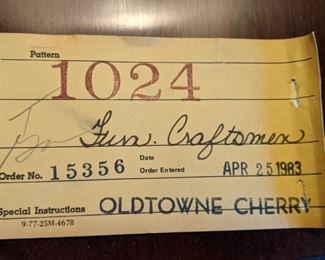 Pattern
1024
Furn. Craftsmen
Order No. 15356 Date Order Entered APR 25 1983
Special Instructions OLDTOWNE CHERRY
9-77-25M-4678